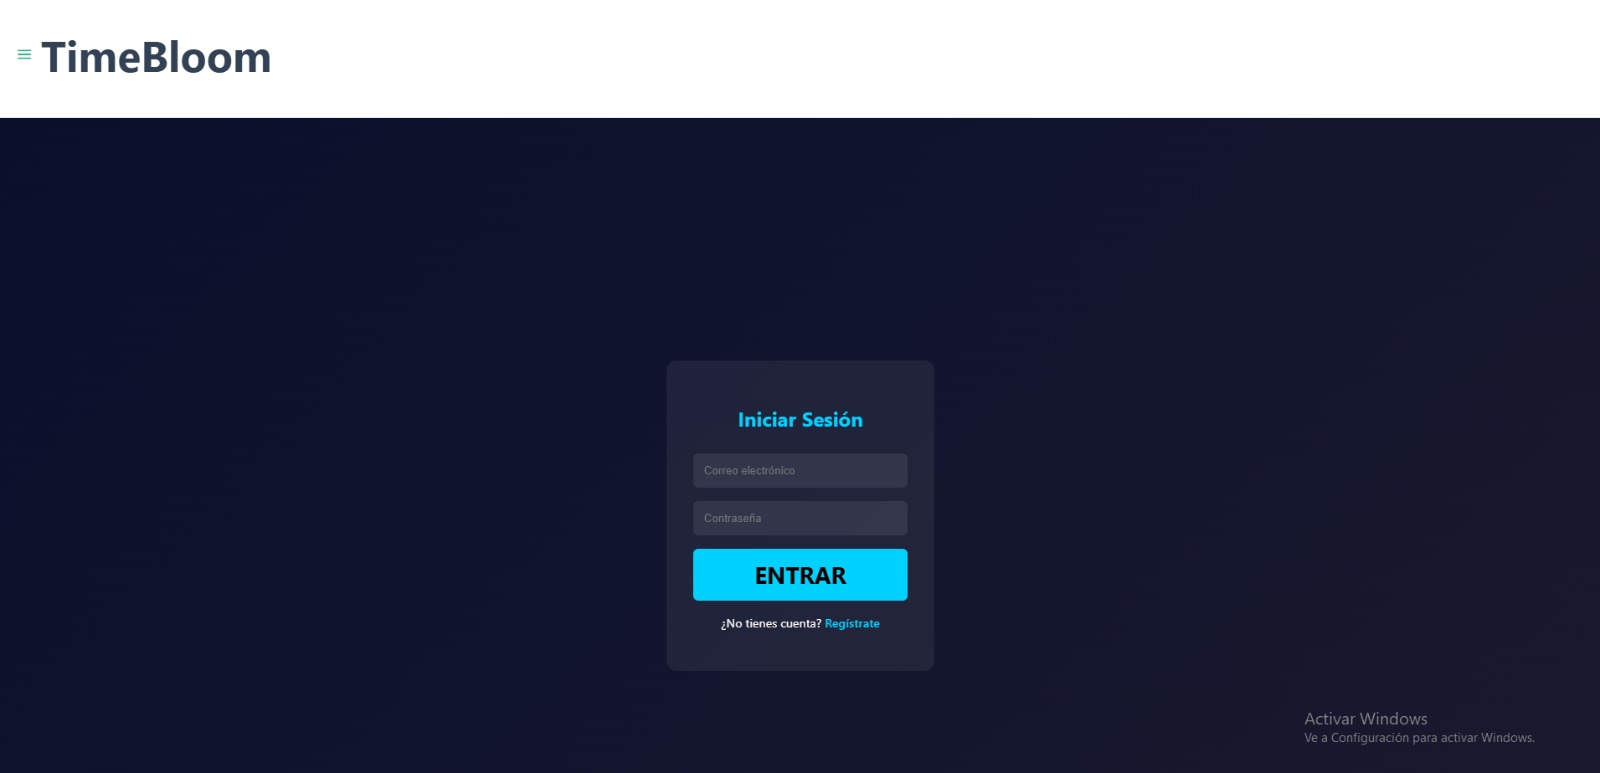 TimeBloom
Iniciar Sesión
Correo electrónico
Contraseña
ENTRAR
¿No tienes cuenta? Regístrate
Activar Windows
Ve a Configuración para activar Windows.